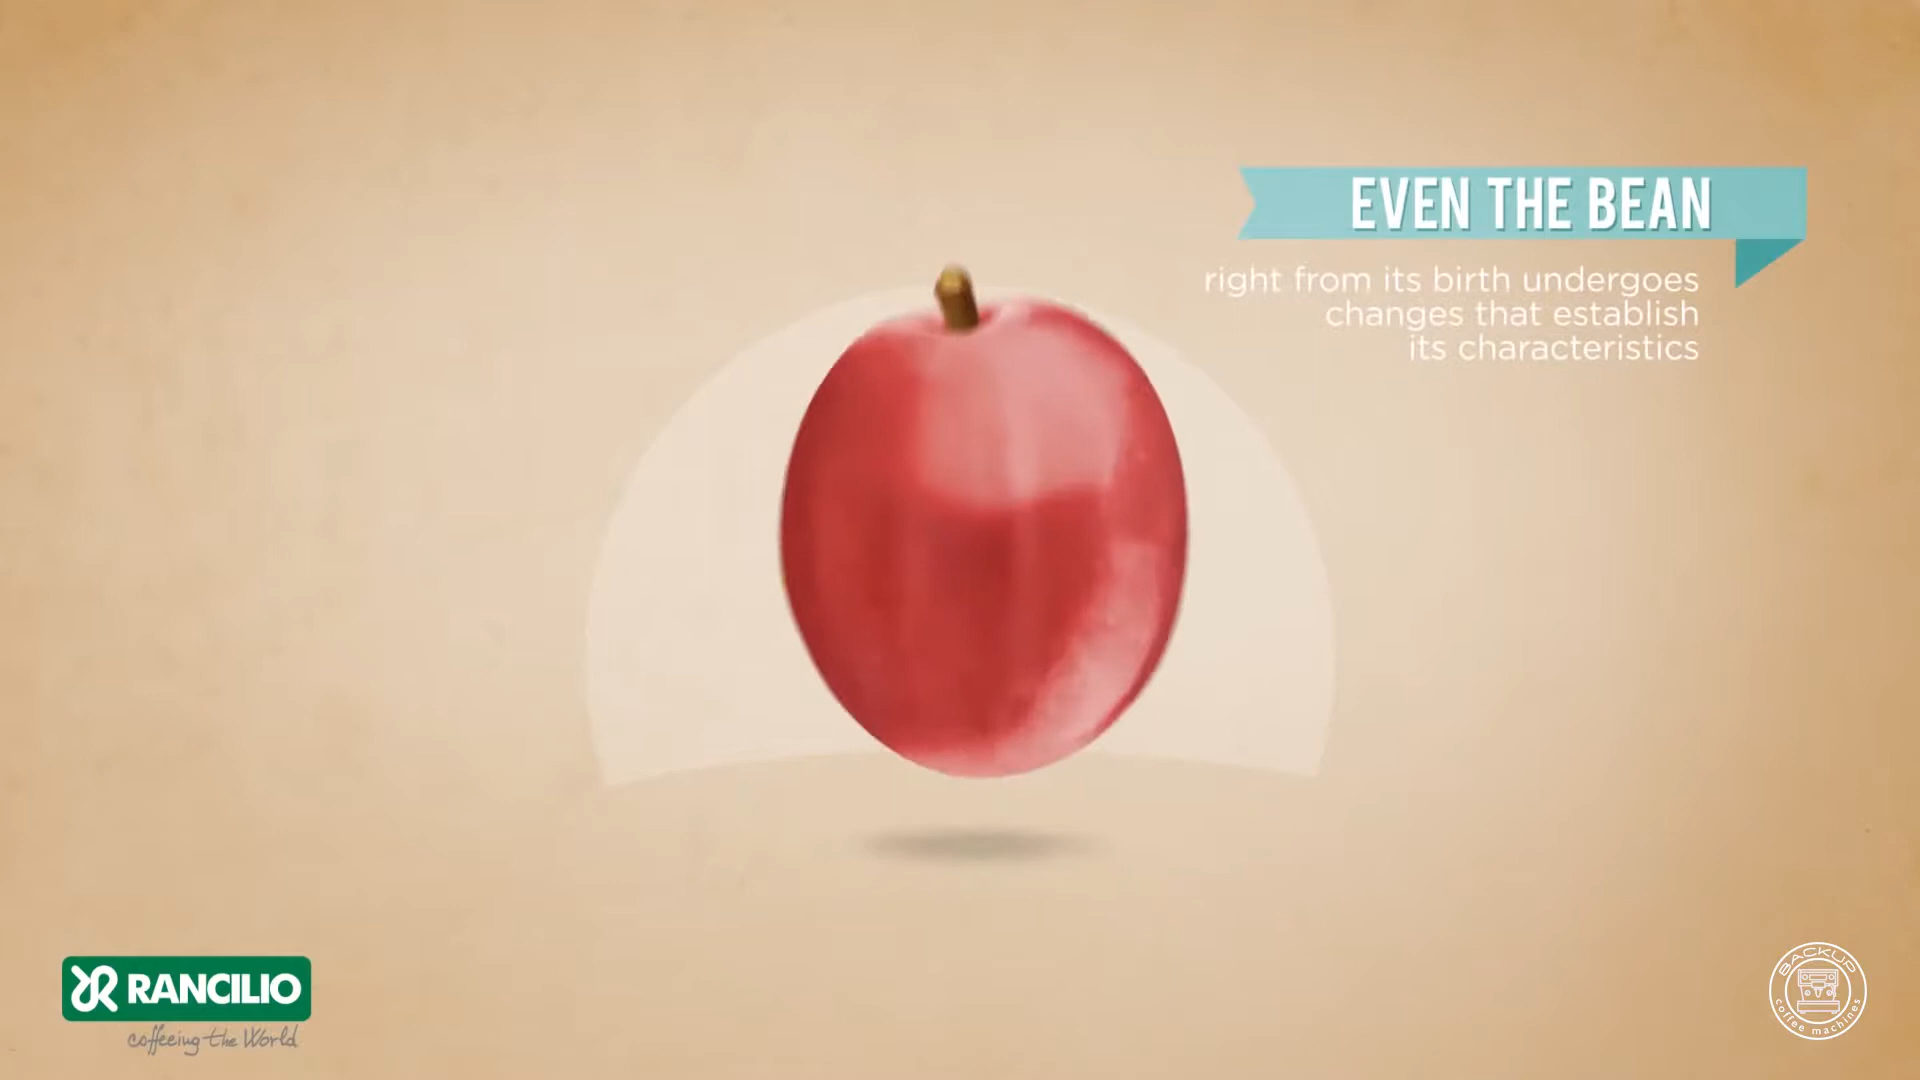 EVEN THE BEAN
right from its birth undergoes
changes that establish
its characteristics
RANCILIO
coffeeing the World
BACKUP
coffee machines